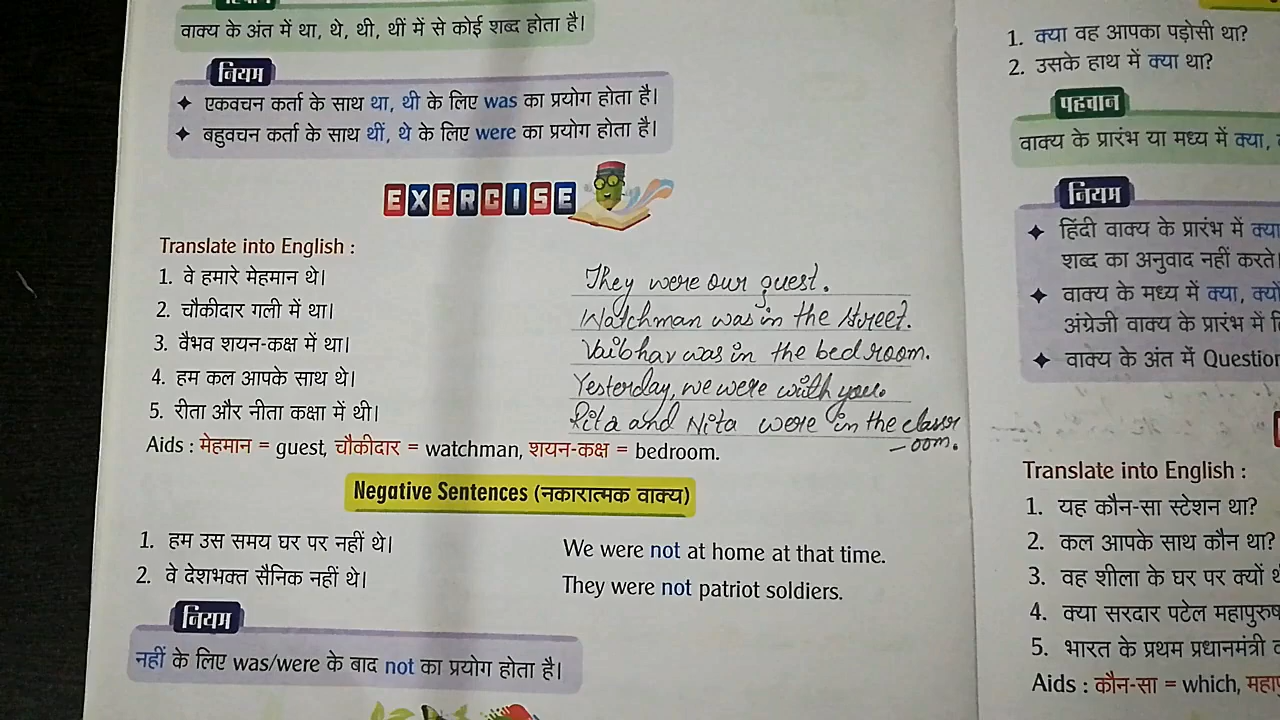 वाक्य के अंत में था, थे, थी, थीं में से कोई शब्द होता है।
नियम
एकवचन कर्ता के साथ था, थी के लिए was का प्रयोग होता है।
बहुवचन कर्ता के साथ थीं, थे के लिए were का प्रयोग होता है।
EXERCISE
Translate into English :
1. वे हमारे मेहमान थे।
They were our guest.
2. चौकीदार गली में था।
Watchman was in the street.
3. वैभव शयन-कक्ष में था।
Vaibhav was in the bedroom.
4. हम कल आपके साथ थे।
Yesterday, we were with you.
5. रीता और नीता कक्षा में थी।
Rita and Nita were in the classr
–oom.
Aids : मेहमान = guest, चौकीदार = watchman, शयन-कक्ष = bedroom.
Negative Sentences (नकारात्मक वाक्य)
1. हम उस समय घर पर नहीं थे।
We were not at home at that time.
2. वे देशभक्त सैनिक नहीं थे।
They were not patriot soldiers.
नियम
नहीं के लिए was/were के बाद not का प्रयोग होता है।
1. क्या वह आपका पड़ोसी था?
2. उसके हाथ में क्या था?
पहचान
वाक्य के प्रारंभ या मध्य में क्या,
नियम
हिंदी वाक्य के प्रारंभ में क्या
शब्द का अनुवाद नहीं करते।
वाक्य के मध्य में क्या, क्यों
अंग्रेजी वाक्य के प्रारंभ में
वाक्य के अंत में Question
Translate into English :
1. यह कौन-सा स्टेशन था?
2. कल आपके साथ कौन था?
3. वह शीला के घर पर क्यों
4. क्या सरदार पटेल महापुरुष
5. भारत के प्रथम प्रधानमंत्री
Aids : कौन-सा = which,